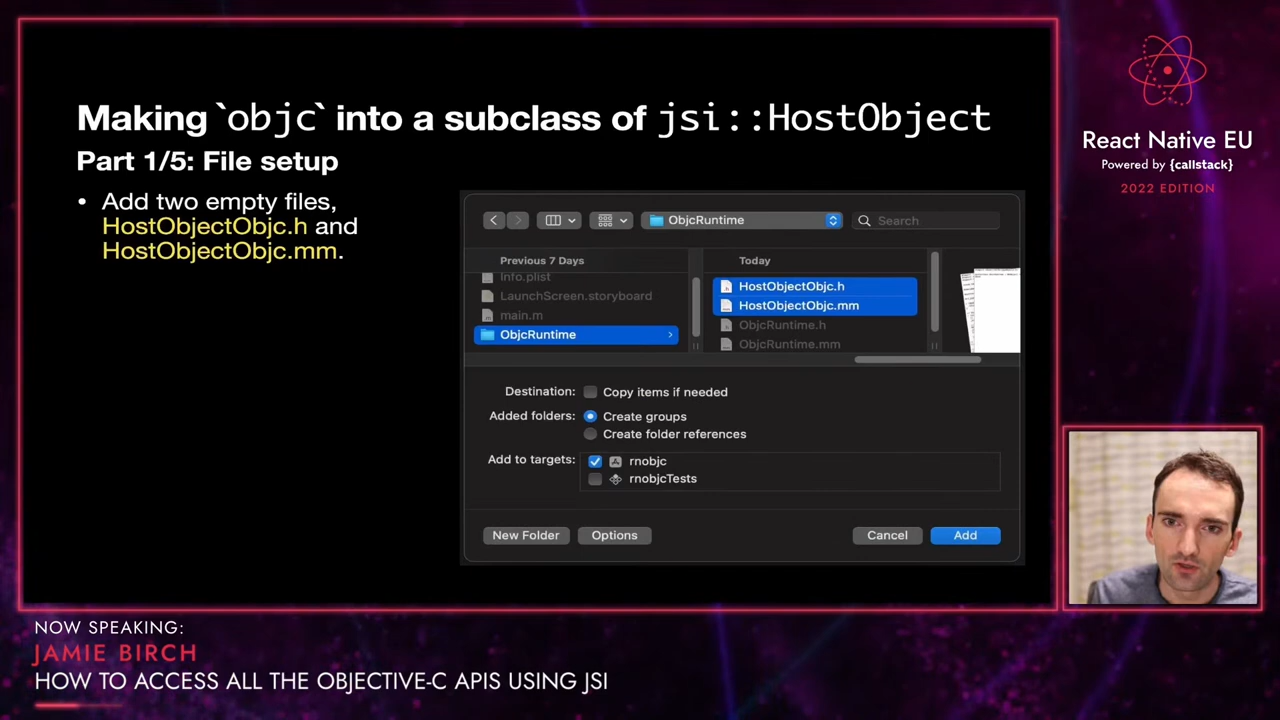 Making `objc` into a subclass of jsi::HostObject
Part 1/5: File setup
• Add two empty files,
HostObjectObjc.h and
HostObjectObjc.mm.
ObjcRuntime
Search
Previous 7 Days
Info.plist
LaunchScreen.storyboard
main.m
ObjcRuntime
Today
HostObjectObjc.h
HostObjectObjc.mm
ObjcRuntime.h
ObjcRuntime.mm
Destination: Copy items if needed
Added folders: Create groups
Create folder references
Add to targets: rnobjc
rnobjcTests
New Folder
Options
Cancel
Add
React Native EU
Powered by {callstack}
2022 EDITION
NOW SPEAKING:
JAMIE BIRCH
HOW TO ACCESS ALL THE OBJECTIVE-C APIS USING JSI